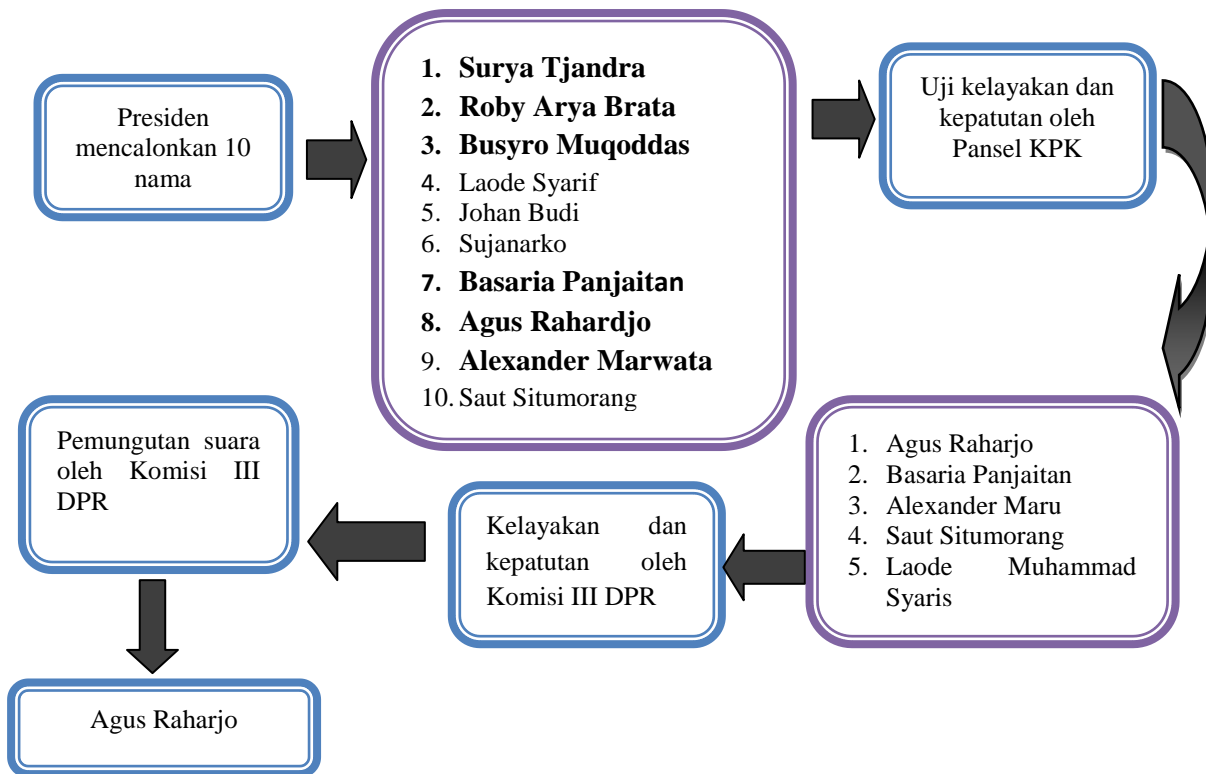 Presiden
mencalonkan 10
nama
1. Surya Tjandra
2. Roby Arya Brata
3. Busyro Muqoddas
4. Laode Syarif
5. Johan Budi
6. Sujanarko
7. Basaria Panjaitan
8. Agus Rahardjo
9. Alexander Marwata
10. Saut Situmorang
Uji kelayakan dan
kepatutan oleh
Pansel KPK
1. Agus Raharjo
2. Basaria Panjaitan
3. Alexander Maru
4. Saut Situmorang
5. Laode Muhammad
Syaris
Kelayakan dan
kepatutan oleh
Komisi III DPR
Pemungutan suara
oleh Komisi III
DPR
Agus Raharjo